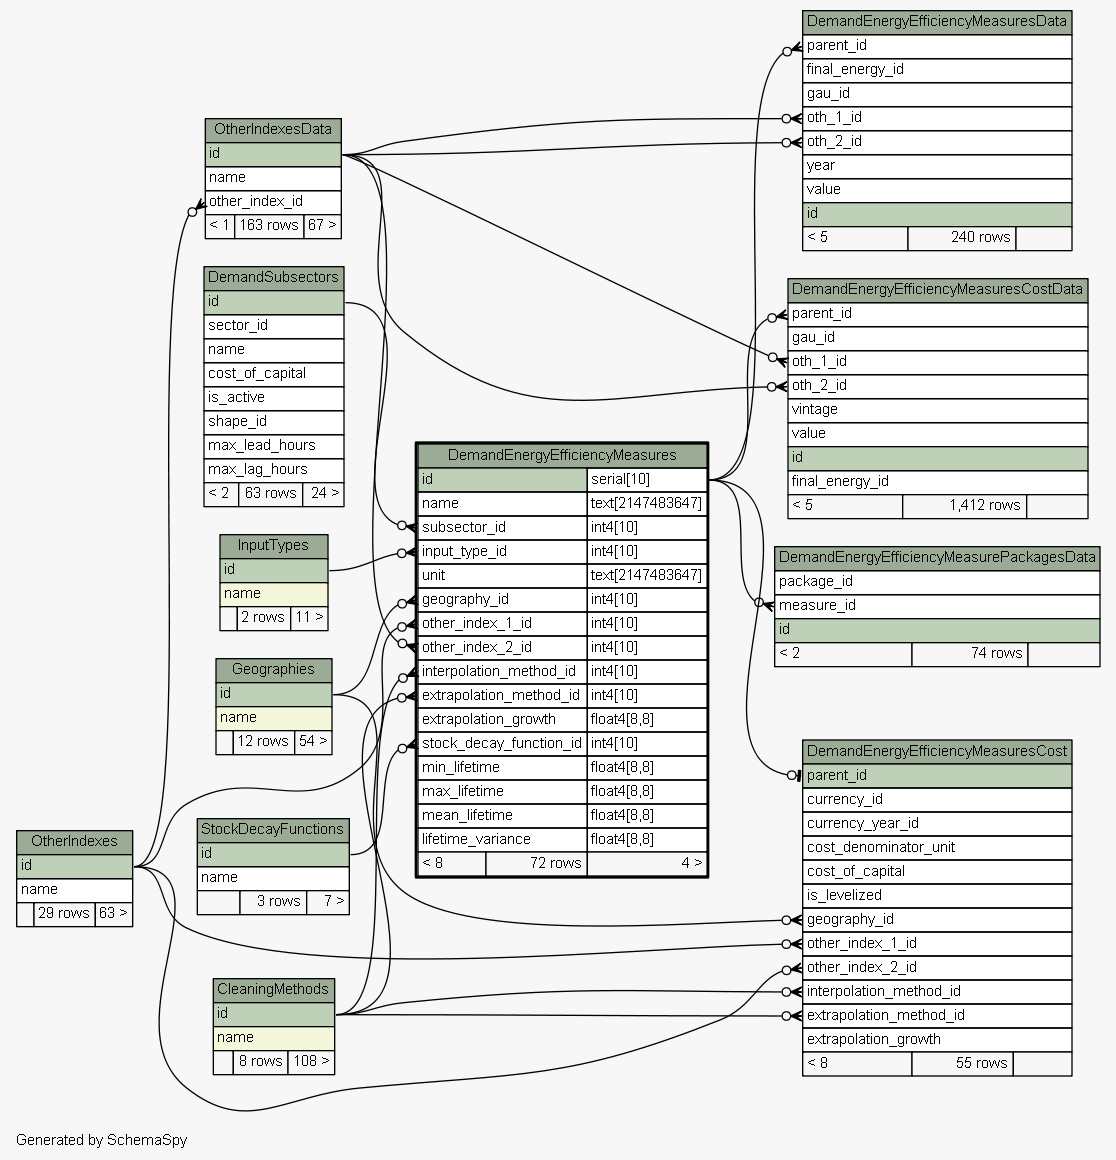 DemandEnergyEfficiencyMeasuresData
parent_id
final_energy_id
gau_id
oth_1_id
oth_2_id
year
value
id
< 5 240 rows
OtherIndexesData
id
name
other_index_id
< 1 163 rows 67 >
DemandSubsectors
id
sector_id
name
cost_of_capital
is_active
shape_id
max_lead_hours
max_lag_hours
< 2 63 rows 24 >
DemandEnergyEfficiencyMeasuresCostData
parent_id
gau_id
oth_1_id
oth_2_id
vintage
value
id
final_energy_id
< 5 1,412 rows
DemandEnergyEfficiencyMeasures
id serial[10]
name text[2147483647]
subsector_id int4[10]
input_type_id int4[10]
unit text[2147483647]
geography_id int4[10]
other_index_1_id int4[10]
other_index_2_id int4[10]
interpolation_method_id int4[10]
extrapolation_method_id int4[10]
extrapolation_growth float4[8,8]
stock_decay_function_id int4[10]
min_lifetime float4[8,8]
max_lifetime float4[8,8]
mean_lifetime float4[8,8]
lifetime_variance float4[8,8]
< 8 72 rows 4 >
InputTypes
id
name
2 rows 11 >
DemandEnergyEfficiencyMeasurePackagesData
package_id
measure_id
id
< 2 74 rows
Geographies
id
name
12 rows 54 >
DemandEnergyEfficiencyMeasuresCost
parent_id
currency_id
currency_year_id
cost_denominator_unit
cost_of_capital
is_levelized
geography_id
other_index_1_id
other_index_2_id
interpolation_method_id
extrapolation_method_id
extrapolation_growth
< 8 55 rows
OtherIndexes
id
name
29 rows 63 >
StockDecayFunctions
id
name
3 rows 7 >
CleaningMethods
id
name
8 rows 108 >
Generated by SchemaSpy